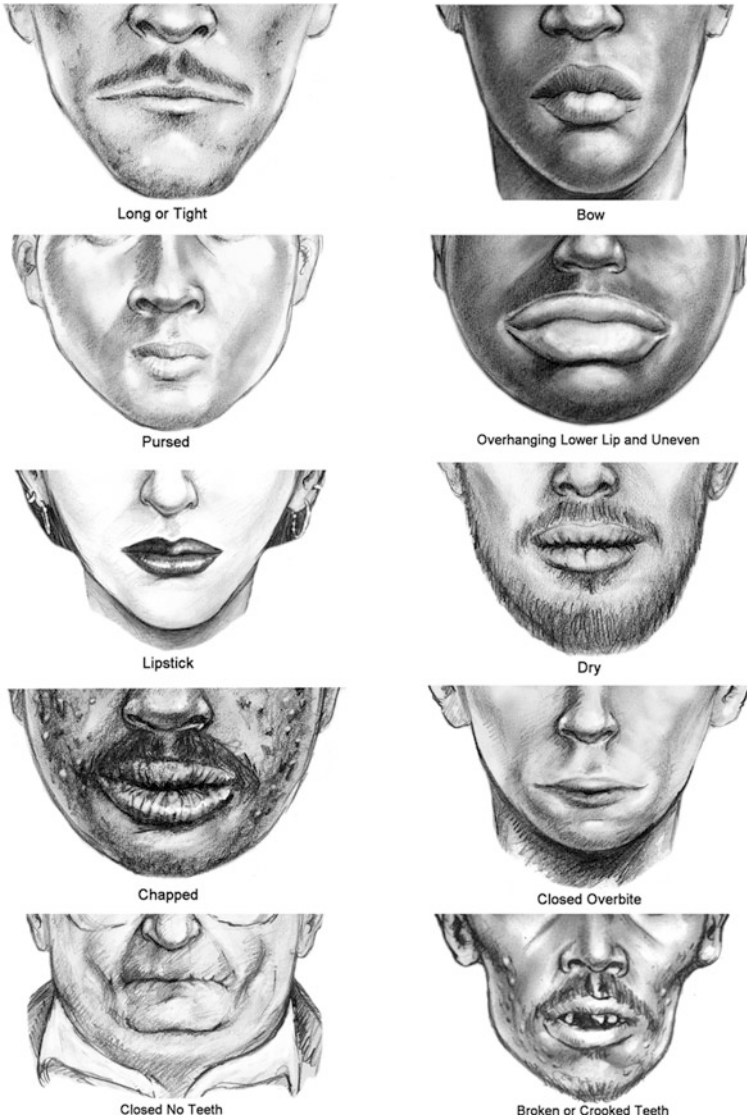 Long or Tight
Bow
Pursed
Overhanging Lower Lip and Uneven
Lipstick
Dry
Chapped
Closed Overbite
Closed No Teeth
Broken or Crooked Teeth